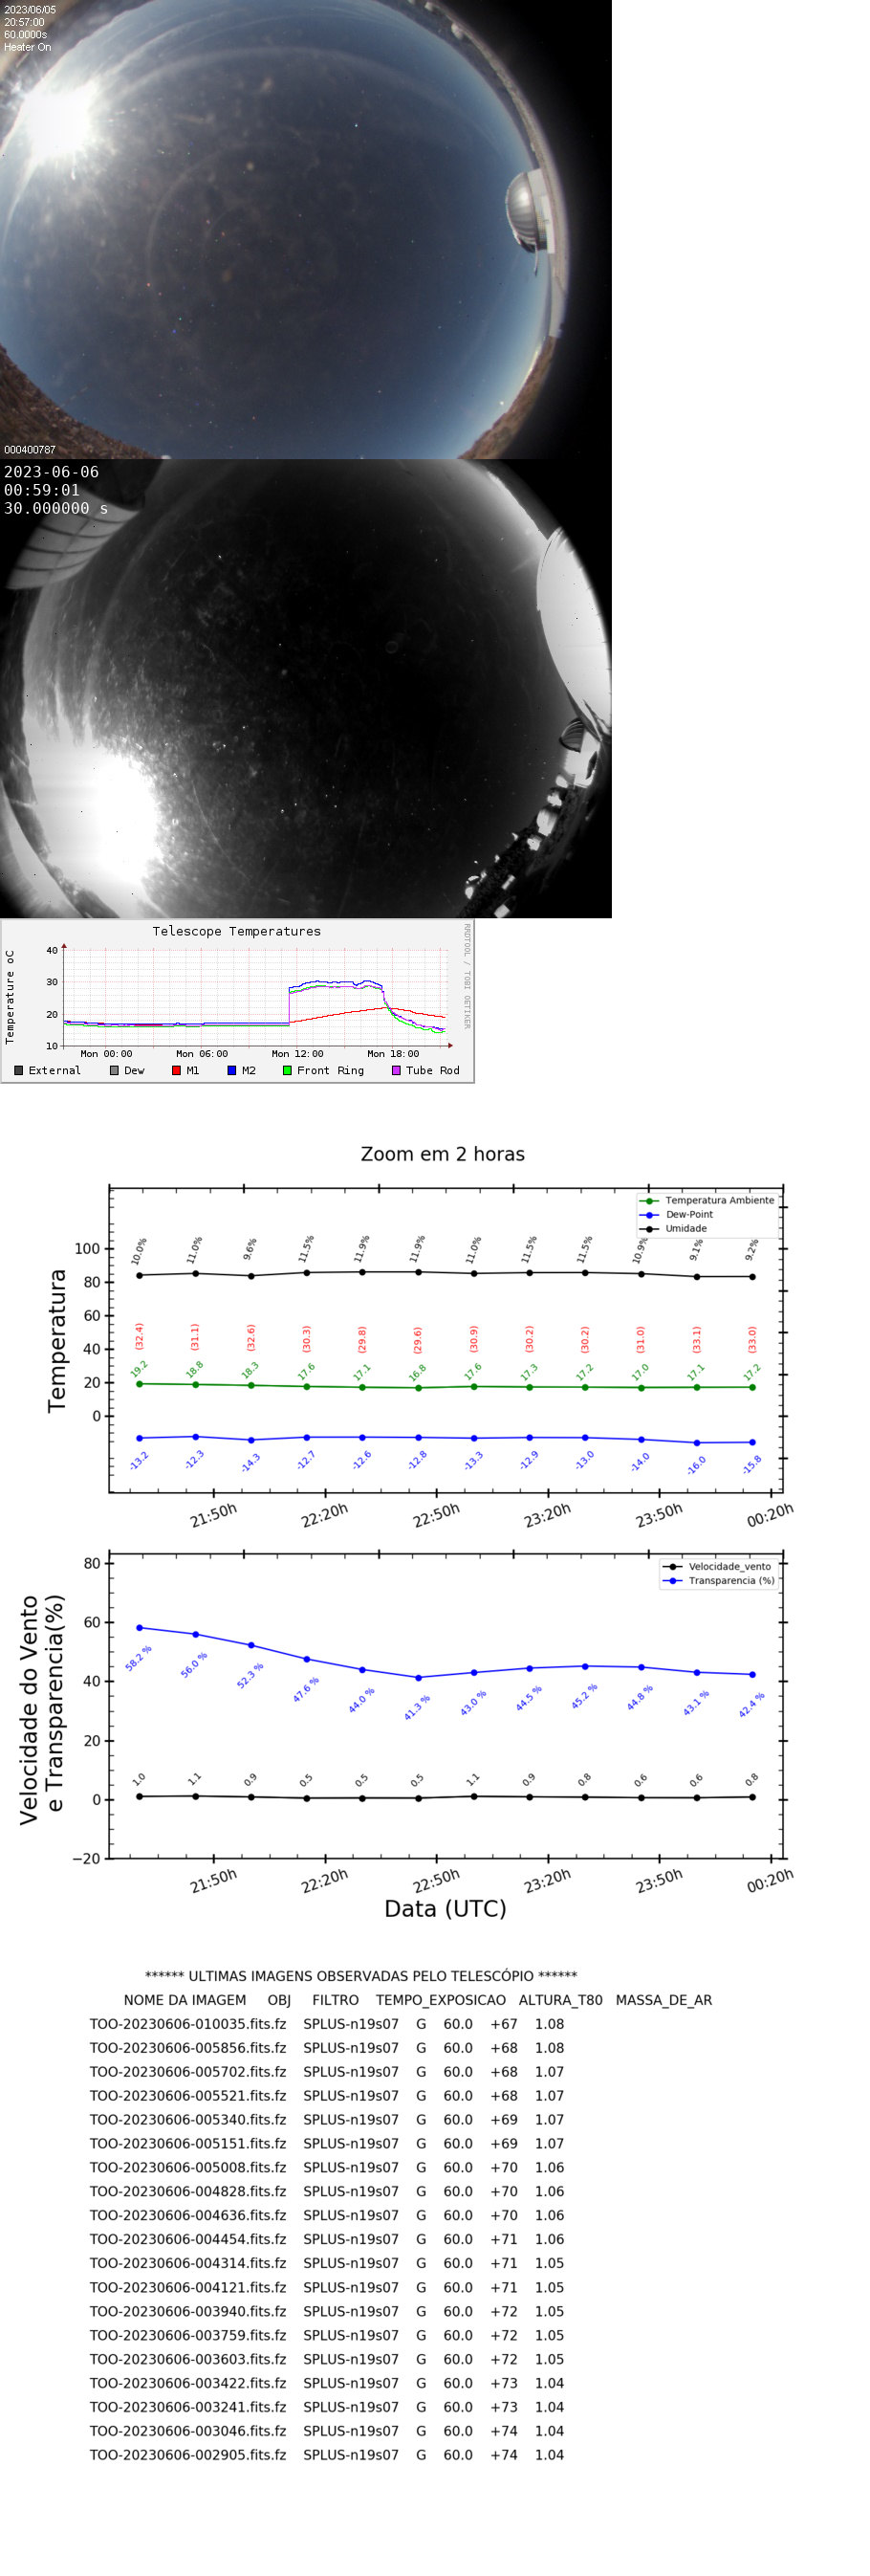 2023/06/05
20:57:00
60.0000s
Heater On
000400787
2023-06-06
00:59:01
30.000000 s
Telescope Temperatures
RRDTOOL / TOBI OETIKER
Temperature oC
40
30
20
10
Mon 00:00 Mon 06:00 Mon 12:00 Mon 18:00
External Dew M1 M2 Front Ring Tube Rod
Zoom em 2 horas
Temperatura Ambiente
Dew-Point
Umidade
Temperatura
100
80
60
40
20
0
10.0% 11.0% 9.6% 11.5% 11.9% 11.9% 11.0% 11.5% 11.5% 10.9% 9.1% 9.2%
(32.4) (31.1) (32.6) (30.3) (29.8) (29.6) (30.9) (30.2) (30.2) (31.0) (33.1) (33.0)
19.2 18.8 18.3 17.6 17.1 16.8 17.6 17.3 17.2 17.0 17.1 17.2
-13.2 -12.3 -14.3 -12.7 -12.6 -12.8 -13.3 -12.9 -13.0 -14.0 -16.0 -15.8
21:50h 22:20h 22:50h 23:20h 23:50h 00:20h
Velocidade_vento
Transparencia (%)
Velocidade do Vento
e Transparencia(%)
80
60
40
20
0
−20
58.2 % 56.0 % 52.3 % 47.6 % 44.0 % 41.3 % 43.0 % 44.5 % 45.2 % 44.8 % 43.1 % 42.4 %
1.0 1.1 0.9 0.5 0.5 0.5 1.1 0.9 0.8 0.6 0.6 0.8
21:50h 22:20h 22:50h 23:20h 23:50h 00:20h
Data (UTC)
****** ULTIMAS IMAGENS OBSERVADAS PELO TELESCÓPIO ******
NOME DA IMAGEM OBJ FILTRO TEMPO_EXPOSICAO ALTURA_T80 MASSA_DE_AR
TOO-20230606-010035.fits.fz SPLUS-n19s07 G 60.0 +67 1.08
TOO-20230606-005856.fits.fz SPLUS-n19s07 G 60.0 +68 1.08
TOO-20230606-005702.fits.fz SPLUS-n19s07 G 60.0 +68 1.07
TOO-20230606-005521.fits.fz SPLUS-n19s07 G 60.0 +68 1.07
TOO-20230606-005340.fits.fz SPLUS-n19s07 G 60.0 +69 1.07
TOO-20230606-005151.fits.fz SPLUS-n19s07 G 60.0 +69 1.07
TOO-20230606-005008.fits.fz SPLUS-n19s07 G 60.0 +70 1.06
TOO-20230606-004828.fits.fz SPLUS-n19s07 G 60.0 +70 1.06
TOO-20230606-004636.fits.fz SPLUS-n19s07 G 60.0 +70 1.06
TOO-20230606-004454.fits.fz SPLUS-n19s07 G 60.0 +71 1.06
TOO-20230606-004314.fits.fz SPLUS-n19s07 G 60.0 +71 1.05
TOO-20230606-004121.fits.fz SPLUS-n19s07 G 60.0 +71 1.05
TOO-20230606-003940.fits.fz SPLUS-n19s07 G 60.0 +72 1.05
TOO-20230606-003759.fits.fz SPLUS-n19s07 G 60.0 +72 1.05
TOO-20230606-003603.fits.fz SPLUS-n19s07 G 60.0 +72 1.05
TOO-20230606-003422.fits.fz SPLUS-n19s07 G 60.0 +73 1.04
TOO-20230606-003241.fits.fz SPLUS-n19s07 G 60.0 +73 1.04
TOO-20230606-003046.fits.fz SPLUS-n19s07 G 60.0 +74 1.04
TOO-20230606-002905.fits.fz SPLUS-n19s07 G 60.0 +74 1.04